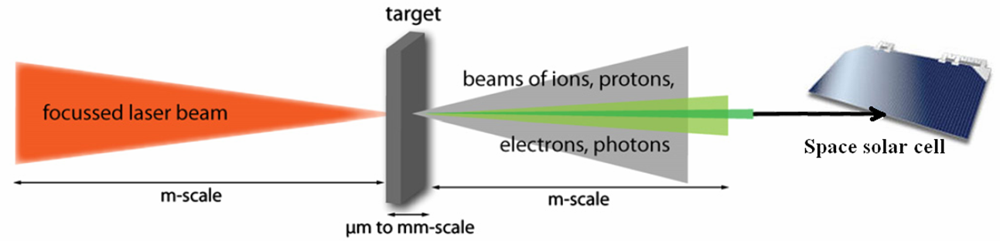 target
focussed laser beam
beams of ions, protons,
electrons, photons
Space solar cell
m-scale
m-scale
µm to mm-scale